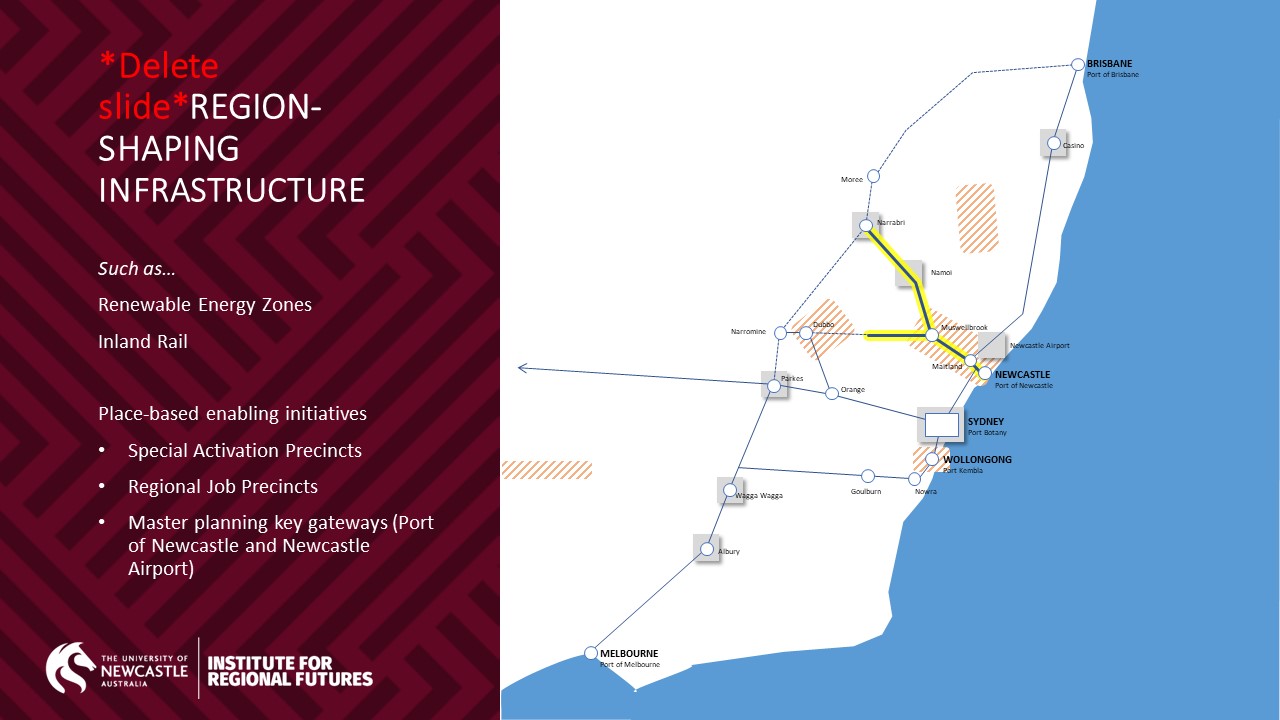 *Delete
slide*REGION-
SHAPING
INFRASTRUCTURE
Such as…
Renewable Energy Zones
Inland Rail
Place-based enabling initiatives
• Special Activation Precincts
• Regional Job Precincts
• Master planning key gateways (Port
of Newcastle and Newcastle
Airport)
THE UNIVERSITY OF
NEWCASTLE
AUSTRALIA
INSTITUTE FOR
REGIONAL FUTURES
BRISBANE
Port of Brisbane
Casino
Moree
Narrabri
Namoi
Dubbo
Narromine
Muswellbrook
Newcastle Airport
Maitland
NEWCASTLE
Port of Newcastle
Parkes
Orange
SYDNEY
Port Botany
WOLLONGONG
Port Kembla
Goulburn
Nowra
Wagga Wagga
Albury
MELBOURNE
Port of Melbourne